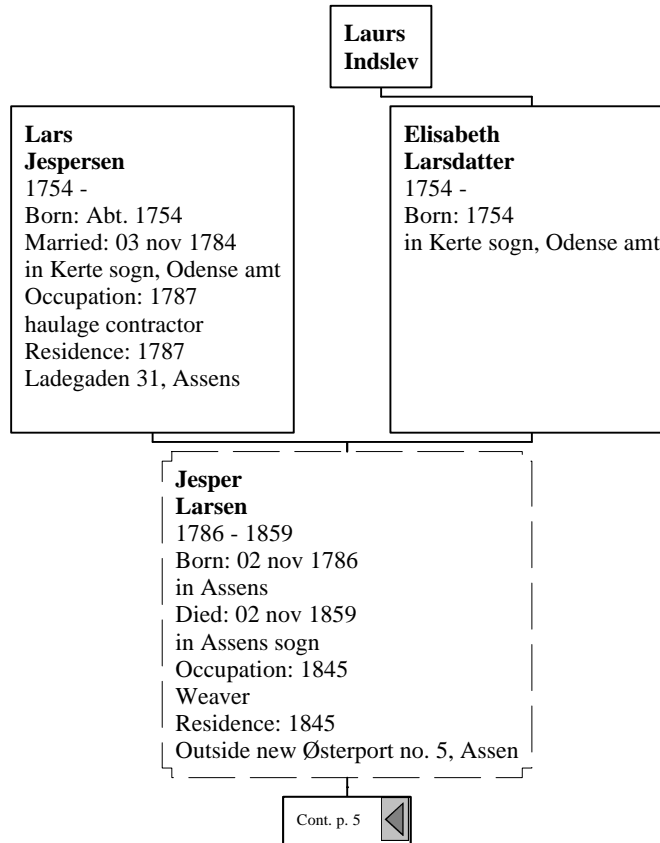 Laurs
Indslev
Lars
Jespersen
1754 -
Born: Abt. 1754
Married: 03 nov 1784
in Kerte sogn, Odense amt
Occupation: 1787
haulage contractor
Residence: 1787
Ladegaden 31, Assens
Elisabeth
Larsdatter
1754 -
Born: 1754
in Kerte sogn, Odense amt
Jesper
Larsen
1786 - 1859
Born: 02 nov 1786
in Assens
Died: 02 nov 1859
in Assens sogn
Occupation: 1845
Weaver
Residence: 1845
Outside new Østerport no. 5, Assen
Cont. p. 5